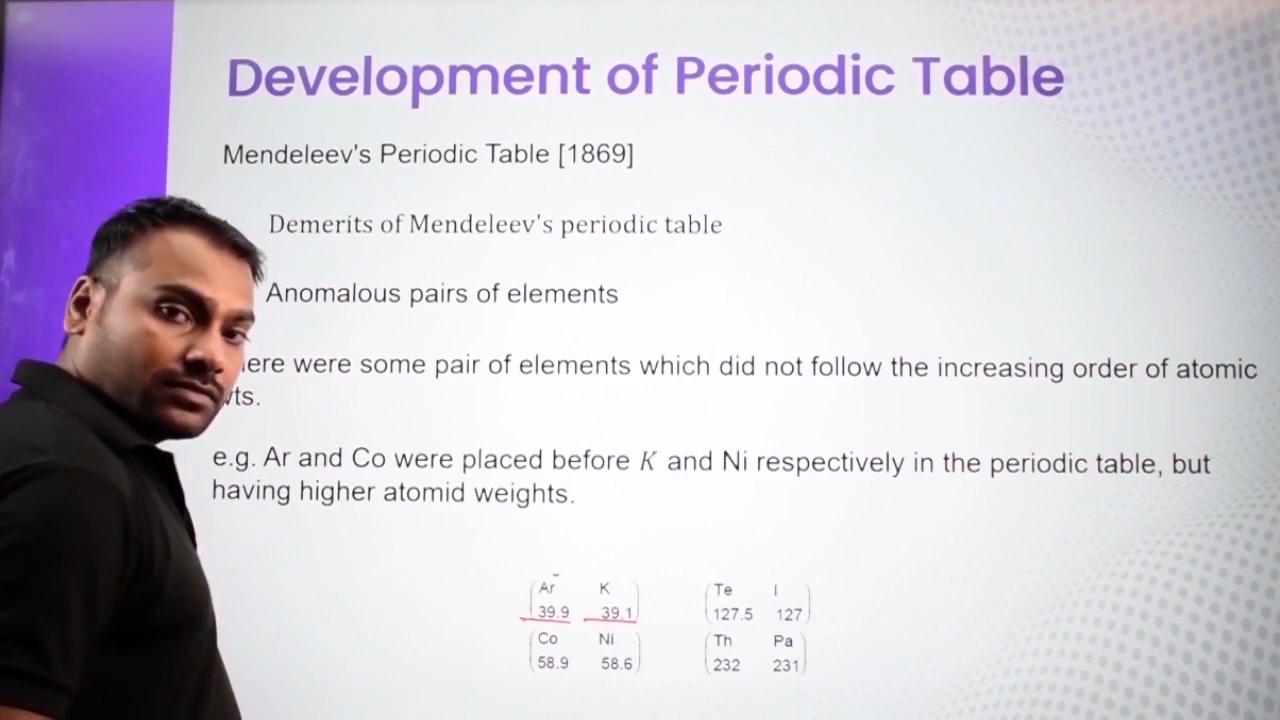 Development of Periodic Table
Mendeleev's Periodic Table [1869]
Demerits of Mendeleev's periodic table
Anomalous pairs of elements
were some pair of elements which did not follow the increasing order of atomic
e.g. Ar and Co were placed before K and Ni respectively in the periodic table, but
having higher atomid weights.
Ar K Te I
39.9 39.1 127.5 127
Co Ni Th Pa
58.9 58.6 232 231